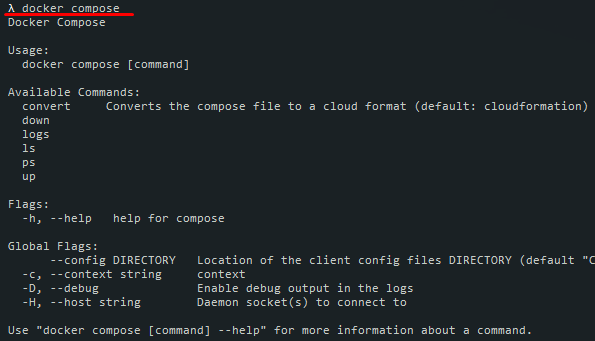 λ docker compose
Docker Compose
Usage:
docker compose [command]
Available Commands:
convert     Converts the compose file to a cloud format (default: cloudformation)
down
logs
ls
ps
up
Flags:
-h, --help   help for compose
Global Flags:
--config DIRECTORY   Location of the client config files DIRECTORY (default "C
-c, --context string     context
-D, --debug              Enable debug output in the logs
-H, --host string        Daemon socket(s) to connect to
Use "docker compose [command] --help" for more information about a command.